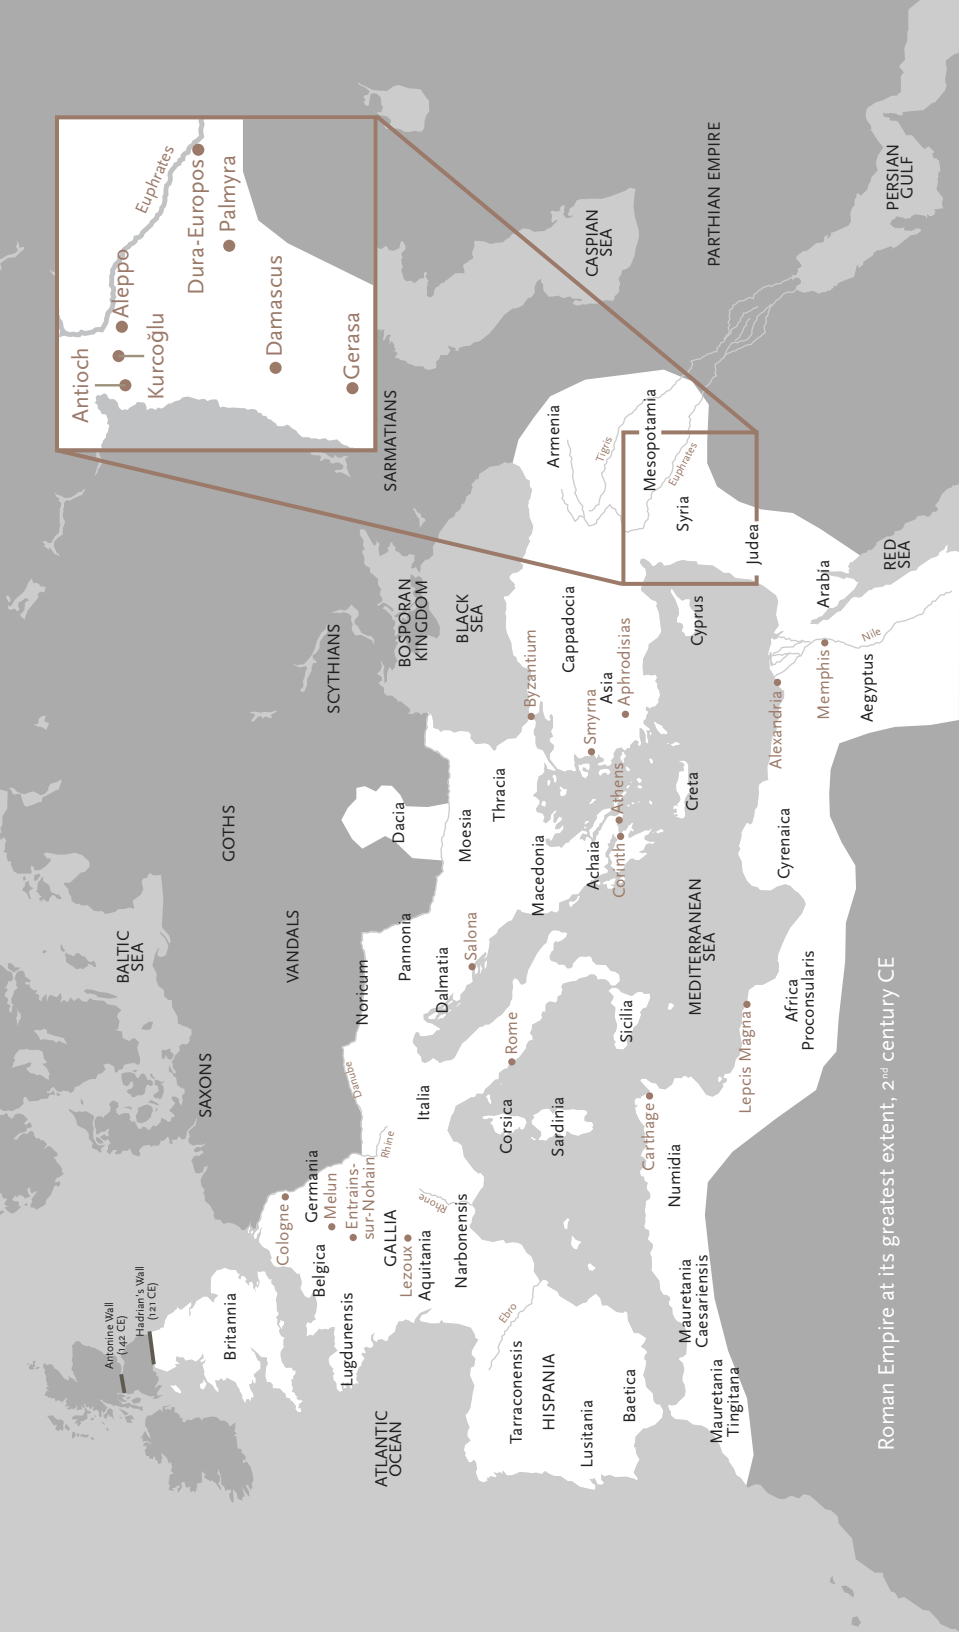 Antonine Wall
(142 CE)
Hadrian's Wall
(121 CE)
Britannia
ATLANTIC
OCEAN
BALTIC
SEA
SAXONS
VANDALS
GOTHS
SCYTHIANS
SARMATIANS
BOSPORAN
KINGDOM
BLACK
SEA
CASPIAN
SEA
PARTHIAN EMPIRE
PERSIAN
GULF
Cologne
Germania
Belgica
Melun
Entrains-
sur-Nohain
Lugdunensis
GALLIA
Lezoux
Aquitania
Narbonensis
Rhone
Rhine
Danube
Noricum
Pannonia
Dacia
Italia
Dalmatia
Salona
Moesia
Thracia
Macedonia
Byzantium
Cappadocia
Armenia
Tigris
Mesopotamia
Euphrates
Syria
Judea
Asia
Smyrna
Aphrodisias
Athens
Achaia
Corinth
Rome
Corsica
Sardinia
Sicilia
Ebro
Tarraconensis
HISPANIA
Lusitania
Baetica
MEDITERRANEAN
SEA
Creta
Cyprus
Carthage
Numidia
Mauretania
Caesariensis
Mauretania
Tingitana
Lepcis Magna
Africa
Proconsularis
Cyrenaica
Alexandria
Memphis
Aegyptus
Nile
Arabia
RED
SEA
Antioch
Aleppo
Kurcoğlu
Euphrates
Dura-Europos
Palmyra
Damascus
Gerasa
Roman Empire at its greatest extent, 2nd century CE